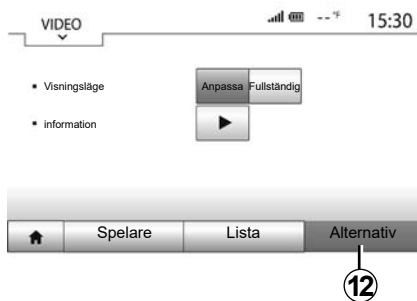 VIDEO
--°F
15:30
▪ Visningsläge
Anpassa Fullständig
▪ information
Spelare
Lista
Alternativ
12